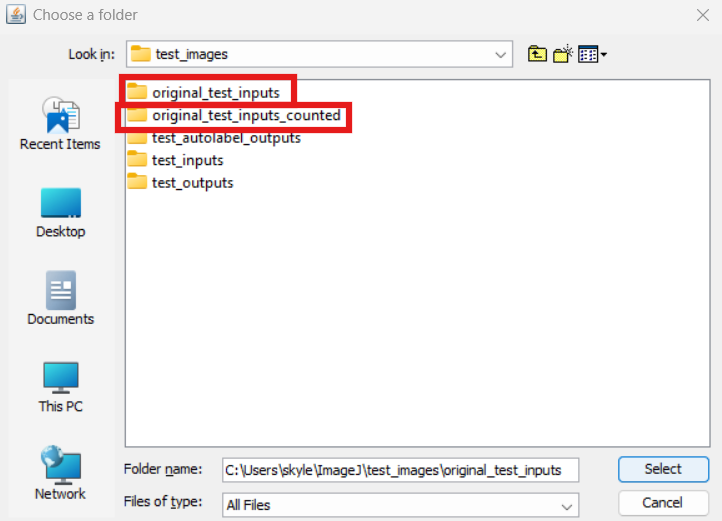 Choose a folder
Look in: test_images
original_test_inputs
original_test_inputs_counted
test_autolabel_outputs
test_inputs
test_outputs
Recent Items
Desktop
Documents
This PC
Network
Folder name: C:\Users\skyle\ImageJ\test_images\original_test_inputs Select
Files of type: All Files Cancel